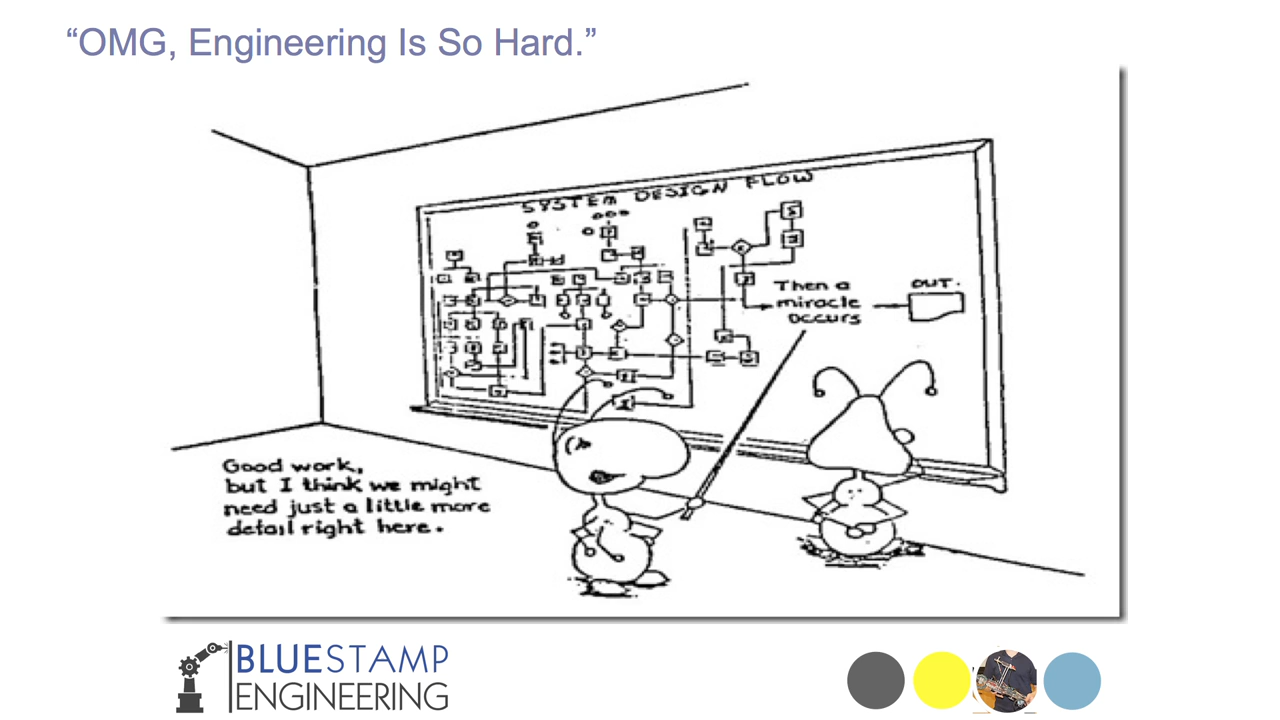 “OMG, Engineering Is So Hard.”
SYSTEM DESIGN FLOW
Then a
miracle
occurs
OUT.
Good work,
but I think we might
need just a little more
detail right here.
BLUESTAMP
ENGINEERING